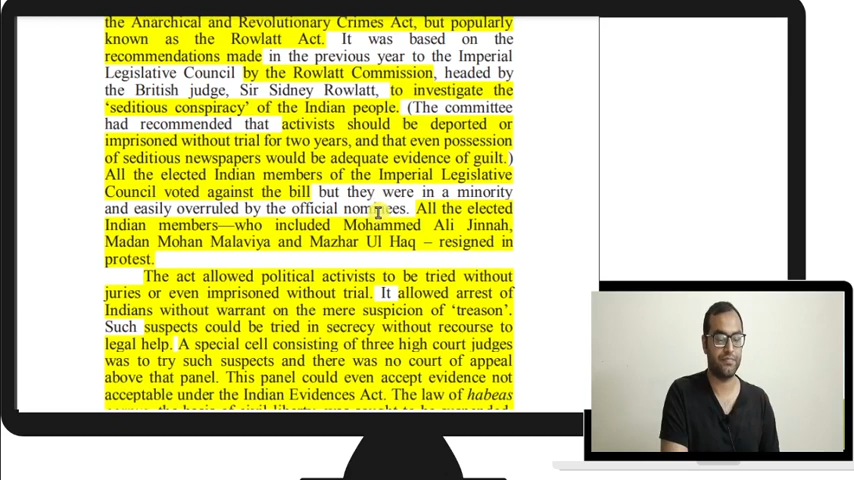 the Anarchical and Revolutionary Crimes Act, but popularly
known as the Rowlatt Act. It was based on the
recommendations made in the previous year to the Imperial
Legislative Council by the Rowlatt Commission, headed by
the British judge, Sir Sidney Rowlatt, to investigate the
‘seditious conspiracy’ of the Indian people. (The committee
had recommended that activists should be deported or
imprisoned without trial for two years, and that even possession
of seditious newspapers would be adequate evidence of guilt.)
All the elected Indian members of the Imperial Legislative
Council voted against the bill but they were in a minority
and easily overruled by the official nominees. All the elected
Indian members—who included Mohammed Ali Jinnah,
Madan Mohan Malaviya and Mazhar Ul Haq – resigned in
protest.
The act allowed political activists to be tried without
juries or even imprisoned without trial. It allowed arrest of
Indians without warrant on the mere suspicion of ‘treason’.
Such suspects could be tried in secrecy without recourse to
legal help. A special cell consisting of three high court judges
was to try such suspects and there was no court of appeal
above that panel. This panel could even accept evidence not
acceptable under the Indian Evidences Act. The law of habeas